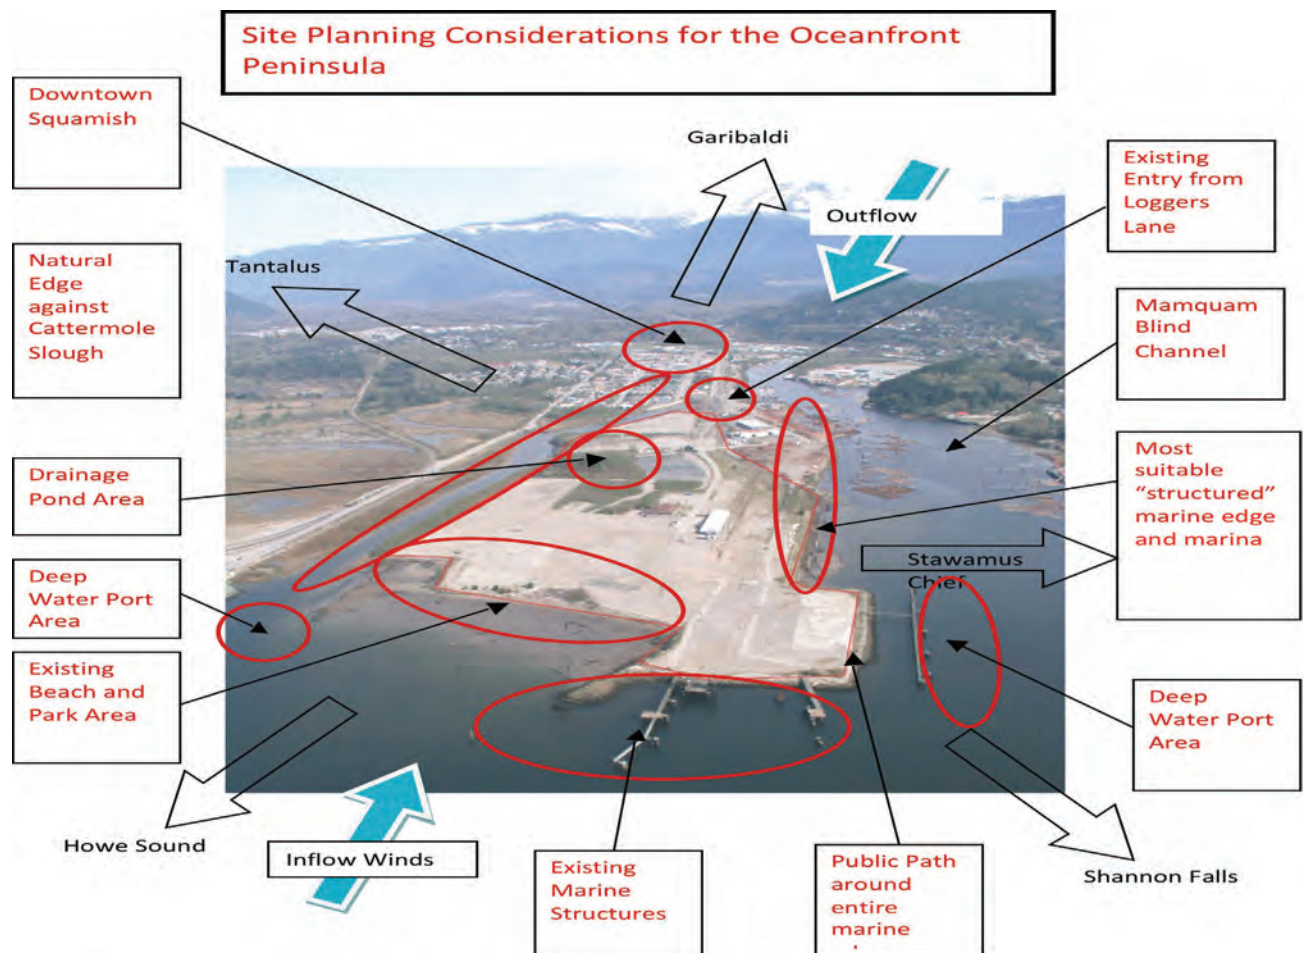 Site Planning Considerations for the Oceanfront
Peninsula
Downtown
Squamish
Garibaldi
Existing
Entry from
Loggers
Lane
Outflow
Natural
Edge
against
Cattermole
Slough
Tantalus
Mamquam
Blind
Channel
Drainage
Pond Area
Most
suitable
“structured”
marine edge
and marina
Deep
Water Port
Area
Stawamus
Chief
Existing
Beach and
Park Area
Deep
Water Port
Area
Howe Sound
Inflow Winds
Existing
Marine
Structures
Public Path
around
entire
marine
Shannon Falls